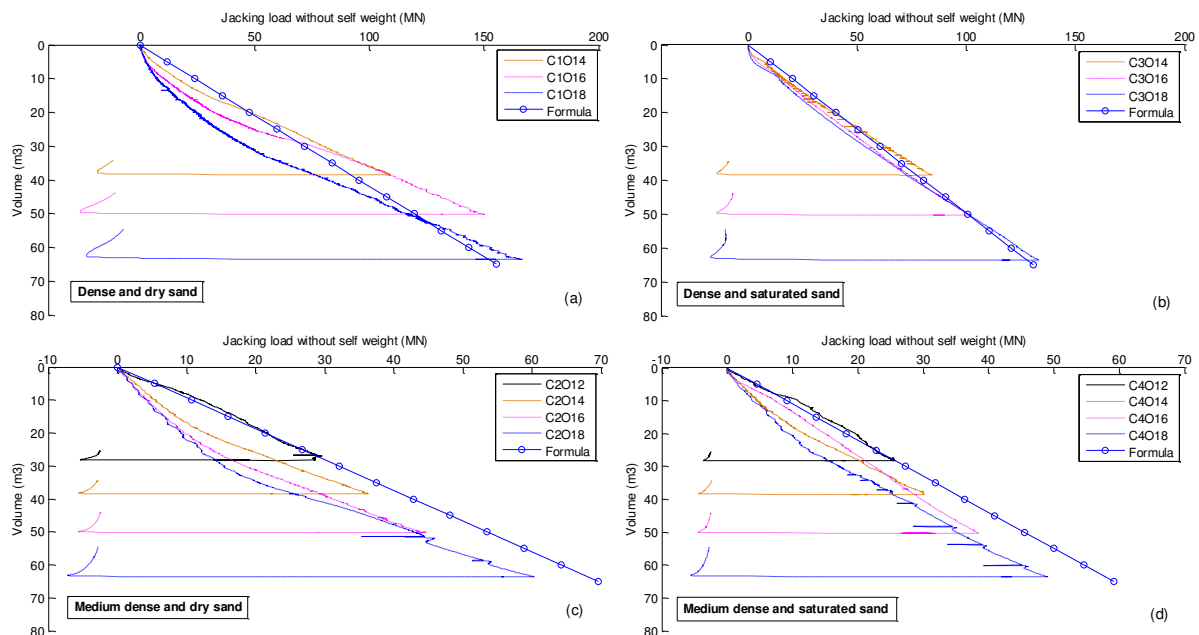 (a)
Jacking load without self weight (MN)
-50 0 50 100 150 200
0
10
20
30
40
50
60
70
80
Volume (m3)
C1O14
C1O16
C1O18
Formula
Dense and dry sand
(b)
Jacking load without self weight (MN)
-50 0 50 100 150 200
0
10
20
30
40
50
60
70
80
Volume (m3)
C3O14
C3O16
C3O18
Formula
Dense and saturated sand
(c)
Jacking load without self weight (MN)
-10 0 10 20 30 40 50 60 70
0
10
20
30
40
50
60
70
80
Volume (m3)
C2O12
C2O14
C2O16
C2O18
Formula
Medium dense and dry sand
(d)
Jacking load without self weight (MN)
-10 0 10 20 30 40 50 60 70
0
10
20
30
40
50
60
70
80
Volume (m3)
C4O12
C4O14
C4O16
C4O18
Formula
Medium dense and saturated sand